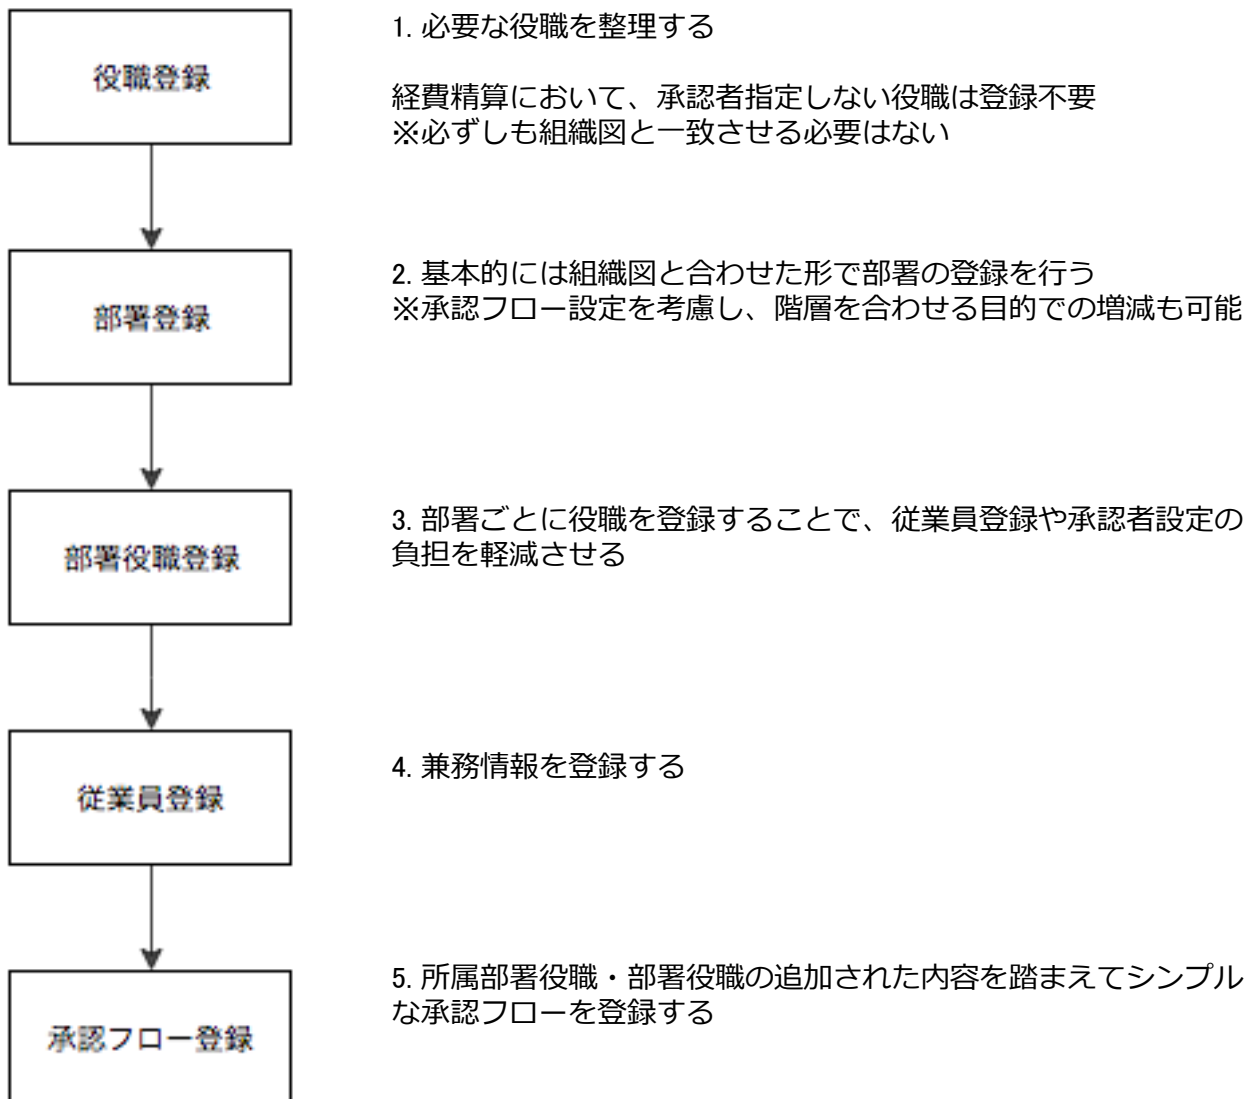 役職登録
1. 必要な役職を整理する
経費精算において、承認者指定しない役職は登録不要
※必ずしも組織図と一致させる必要はない
部署登録
2. 基本的には組織図と合わせた形で部署の登録を行う
※承認フロー設定を考慮し、階層を合わせる目的での増減も可能
部署役職登録
3. 部署ごとに役職を登録することで、従業員登録や承認者設定の
負担を軽減させる
従業員登録
4. 兼務情報を登録する
承認フロー登録
5. 所属部署役職・部署役職の追加された内容を踏まえてシンプル
な承認フローを登録する